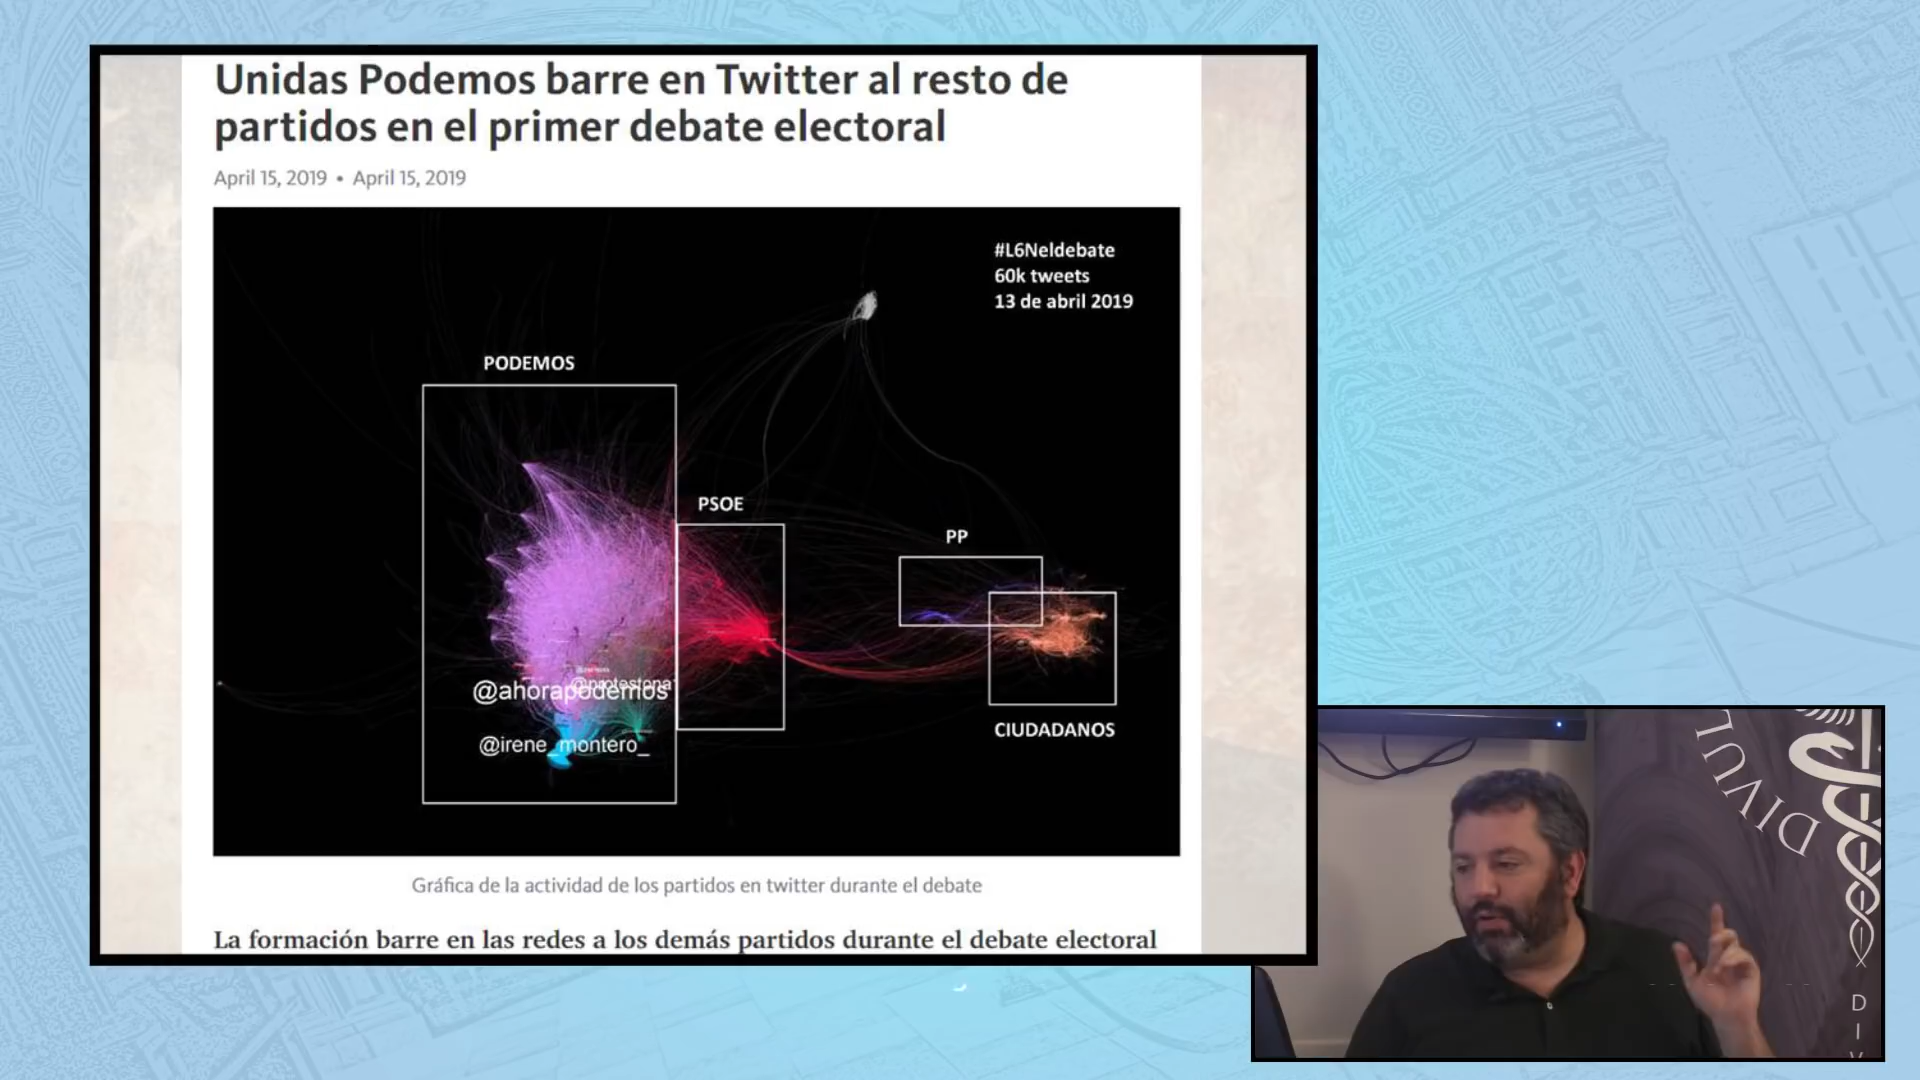 Unidas Podemos barre en Twitter al resto de
partidos en el primer debate electoral
April 15, 2019 • April 15, 2019
#L6Neldebate
60k tweets
13 de abril 2019
PODEMOS
PSOE
PP
@protestona
@ahorapodemos
@irene_montero_
CIUDADANOS
Gráfica de la actividad de los partidos en twitter durante el debate
La formación barre en las redes a los demás partidos durante el debate electoral
DIVUL
D
I
V